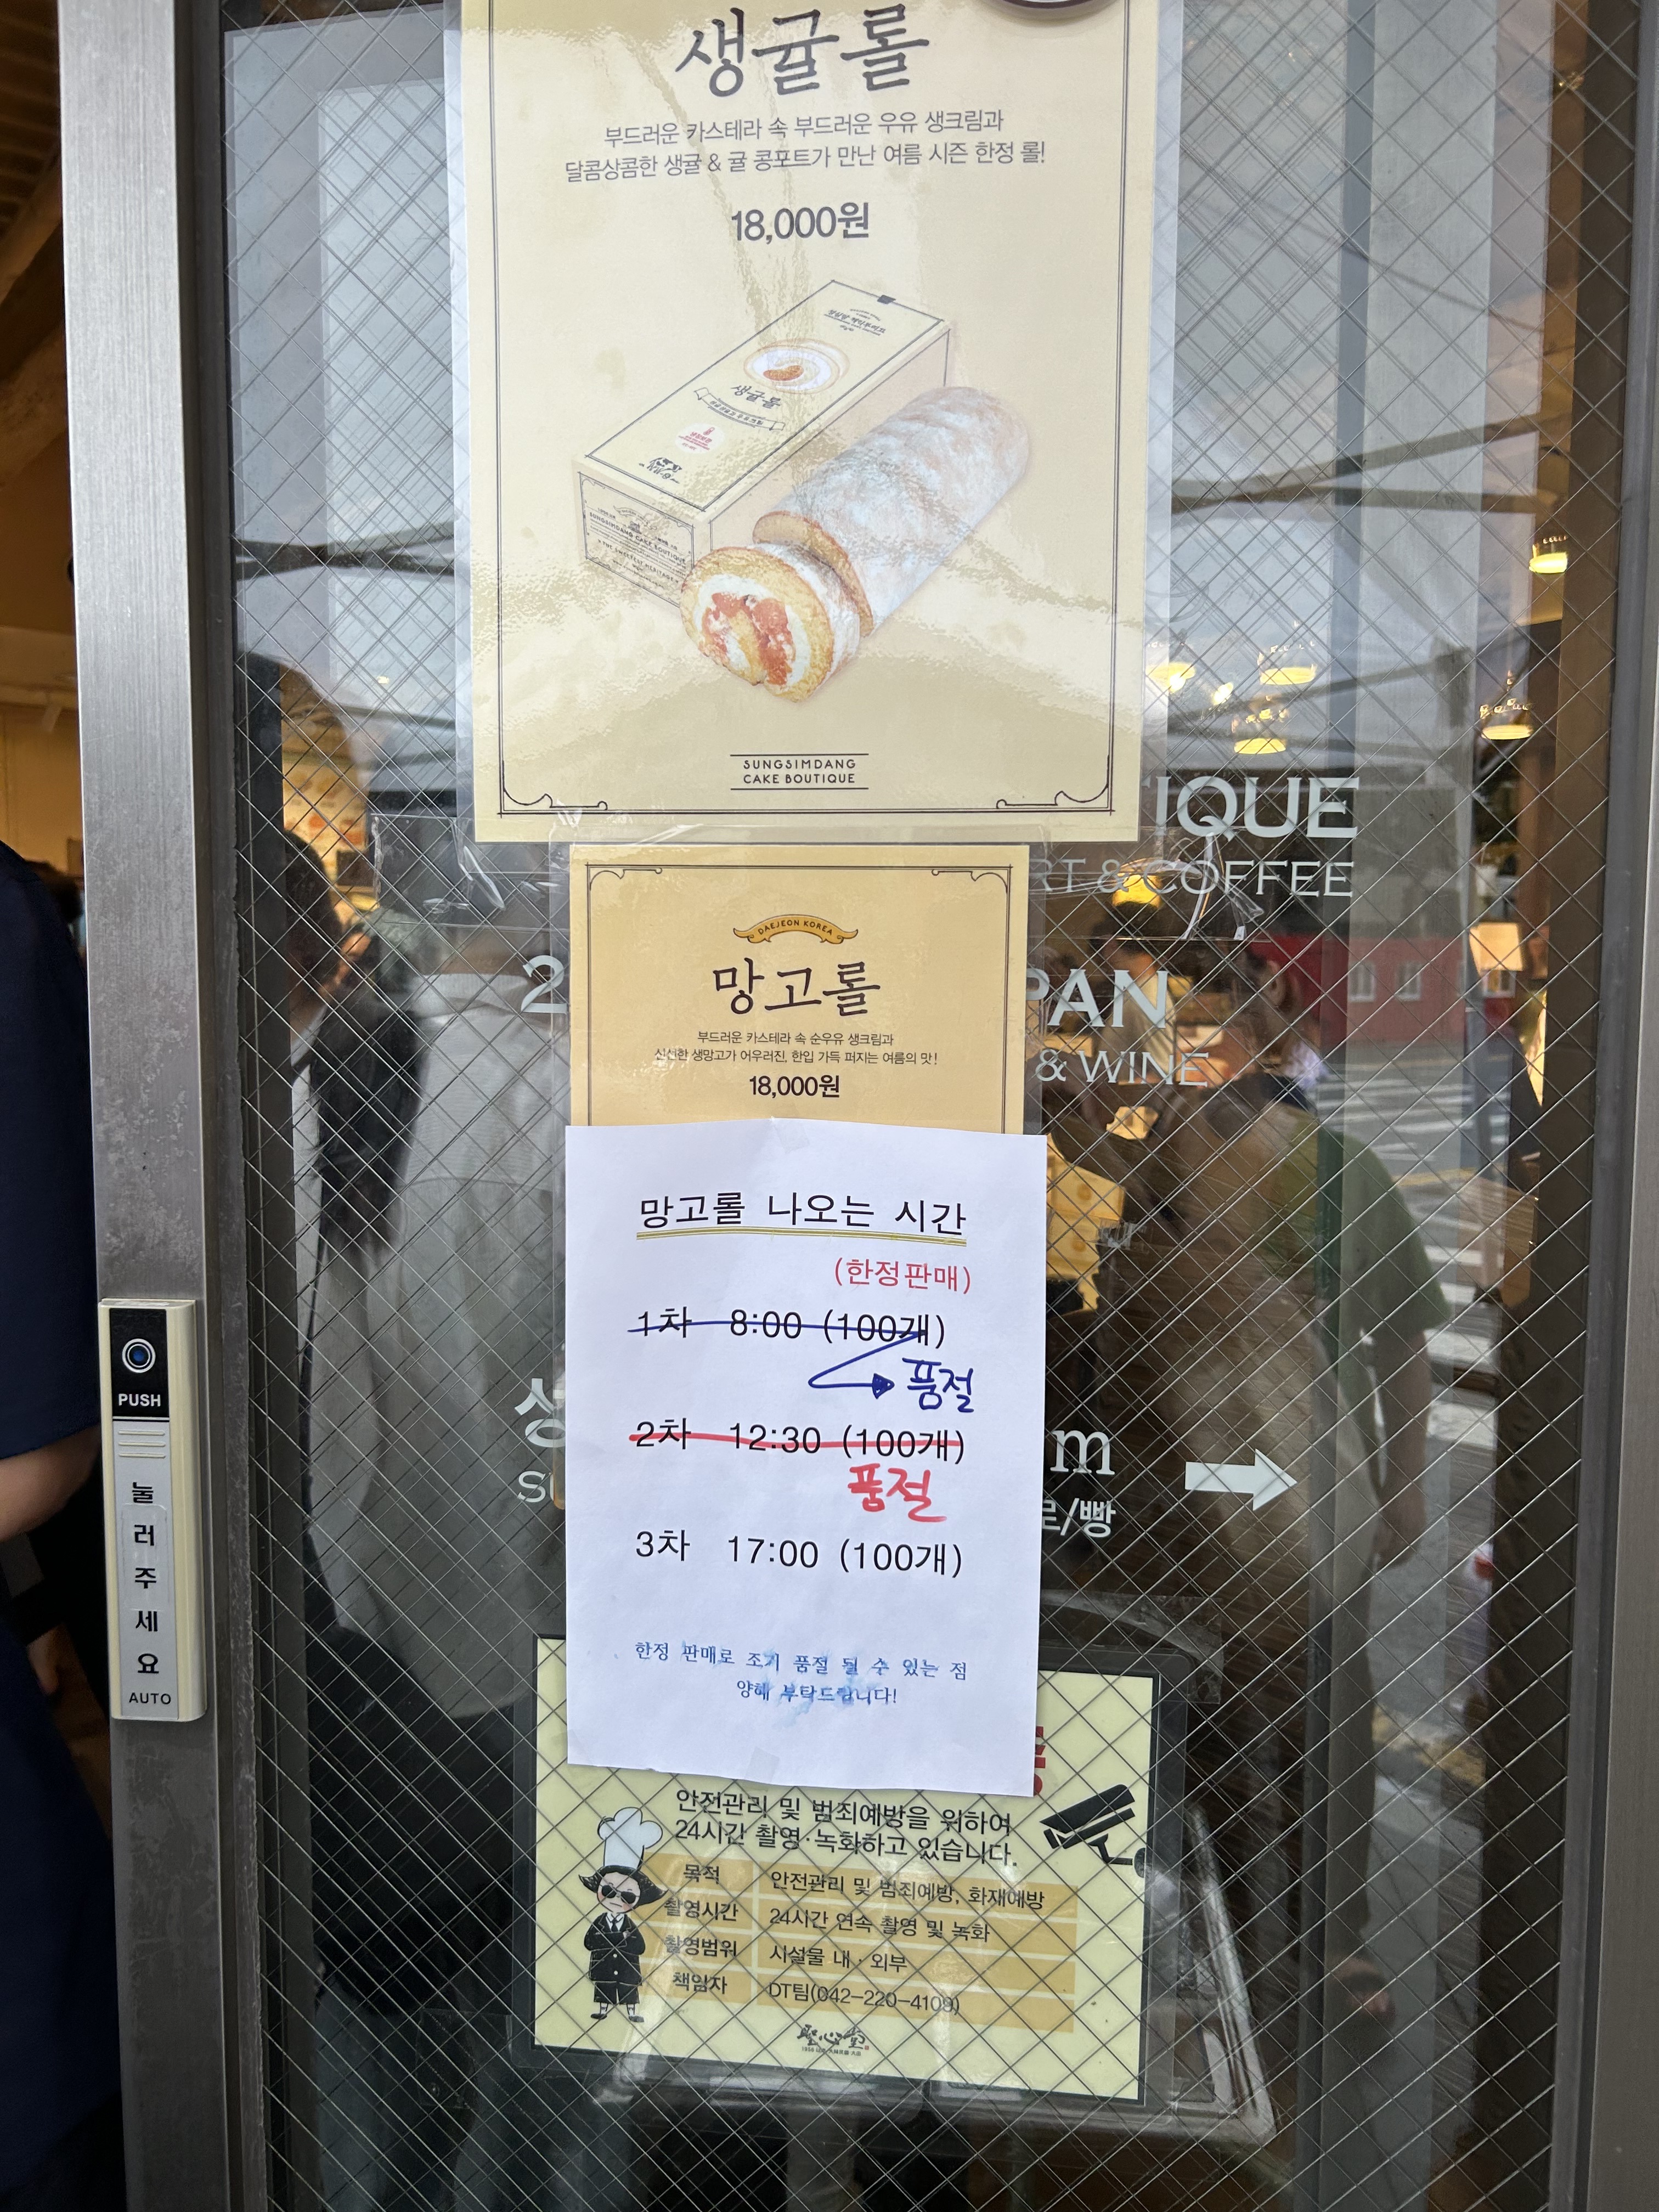 생귤롤
부드러운 카스테라 속 부드러운 우유 생크림과
달콤상콤한 생귤 & 귤 콩포트가 만난 여름 시즌 한정 롤!
18,000원
생귤롤
SUNGSIMDANG CAKE BOUTIQUE
SUNGSIMDANG
CAKE BOUTIQUE
IQUE
RT & COFFEE
DAEJEON KOREA
망고롤
부드러운 카스테라 속 순우유 생크림과
신선한 생망고가 어우러진, 한입 가득 퍼지는 여름의 맛!
18,000원
2
PAN
& WINE
망고롤 나오는 시간
(한정판매)
1차 8:00 (100개)
품절
2차 12:30 (100개)
품절
3차 17:00 (100개)
한정 판매로 조기 품절 될 수 있는 점
양해 부탁드립니다!
m
/빵
PUSH
눌
러
주
세
요
AUTO
안전관리 및 범죄예방을 위하여
24시간 촬영·녹화하고 있습니다.
목적 안전관리 및 범죄예방, 화재예방
촬영시간 24시간 연속 촬영 및 녹화
촬영범위 시설물 내·외부
책임자 DT팀(042-220-4109)
聖心堂